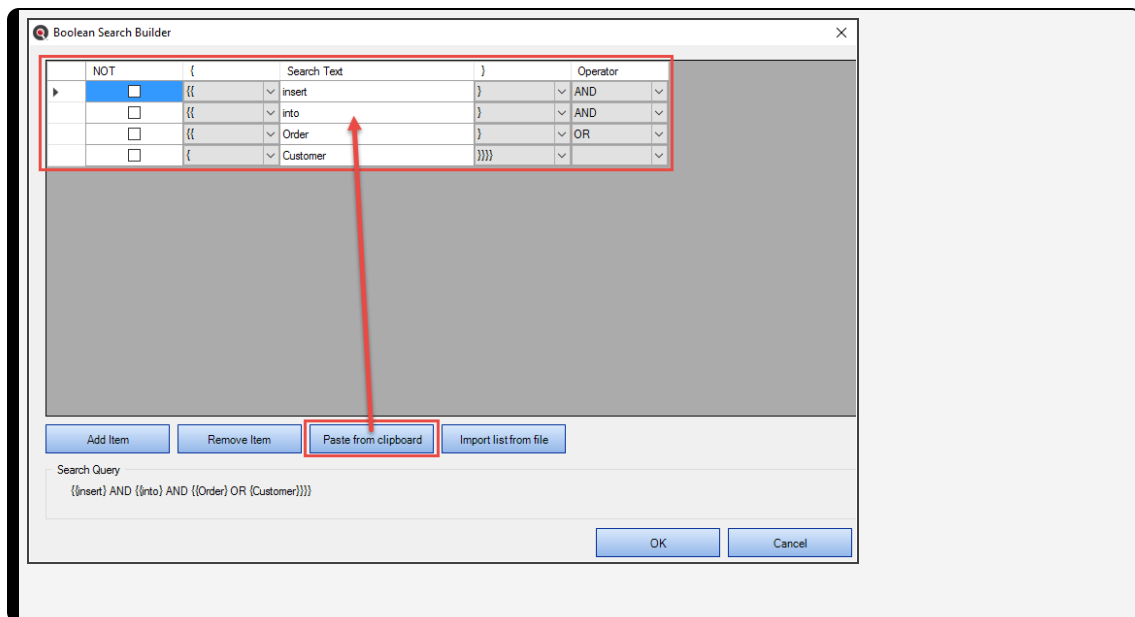 Boolean Search Builder
NOT { Search Text } Operator
{{ insert } AND
{{ into } AND
{{ Order } OR
{ Customer }}}}
Add Item Remove Item Paste from clipboard Import list from file
Search Query
{{insert} AND {{into} AND {{Order} OR {Customer}}}}
OK Cancel